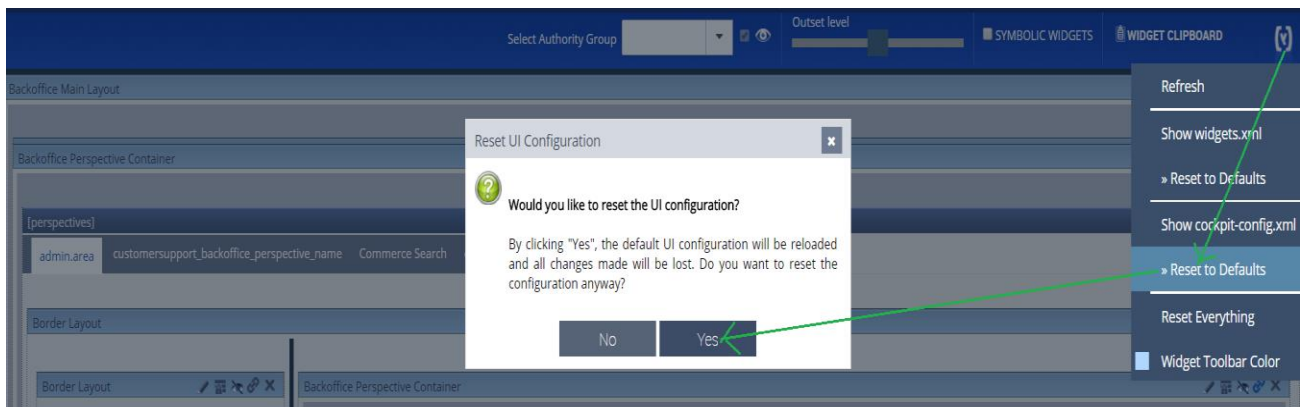 Select Authority Group
Outset level
SYMBOLIC WIDGETS
WIDGET CLIPBOARD
Backoffice Main Layout
Refresh
Reset UI Configuration
Show widgets.xml
Backoffice Perspective Container
» Reset to Defaults
Would you like to reset the UI configuration?
[perspectives]
Show cockpit-config.xml
By clicking "Yes", the default UI configuration will be reloaded
and all changes made will be lost. Do you want to reset the
configuration anyway?
admin.area
customersupport_backoffice_perspective_name
Commerce Search
» Reset to Defaults
Border Layout
Reset Everything
No
Yes
Widget Toolbar Color
Border Layout
Backoffice Perspective Container